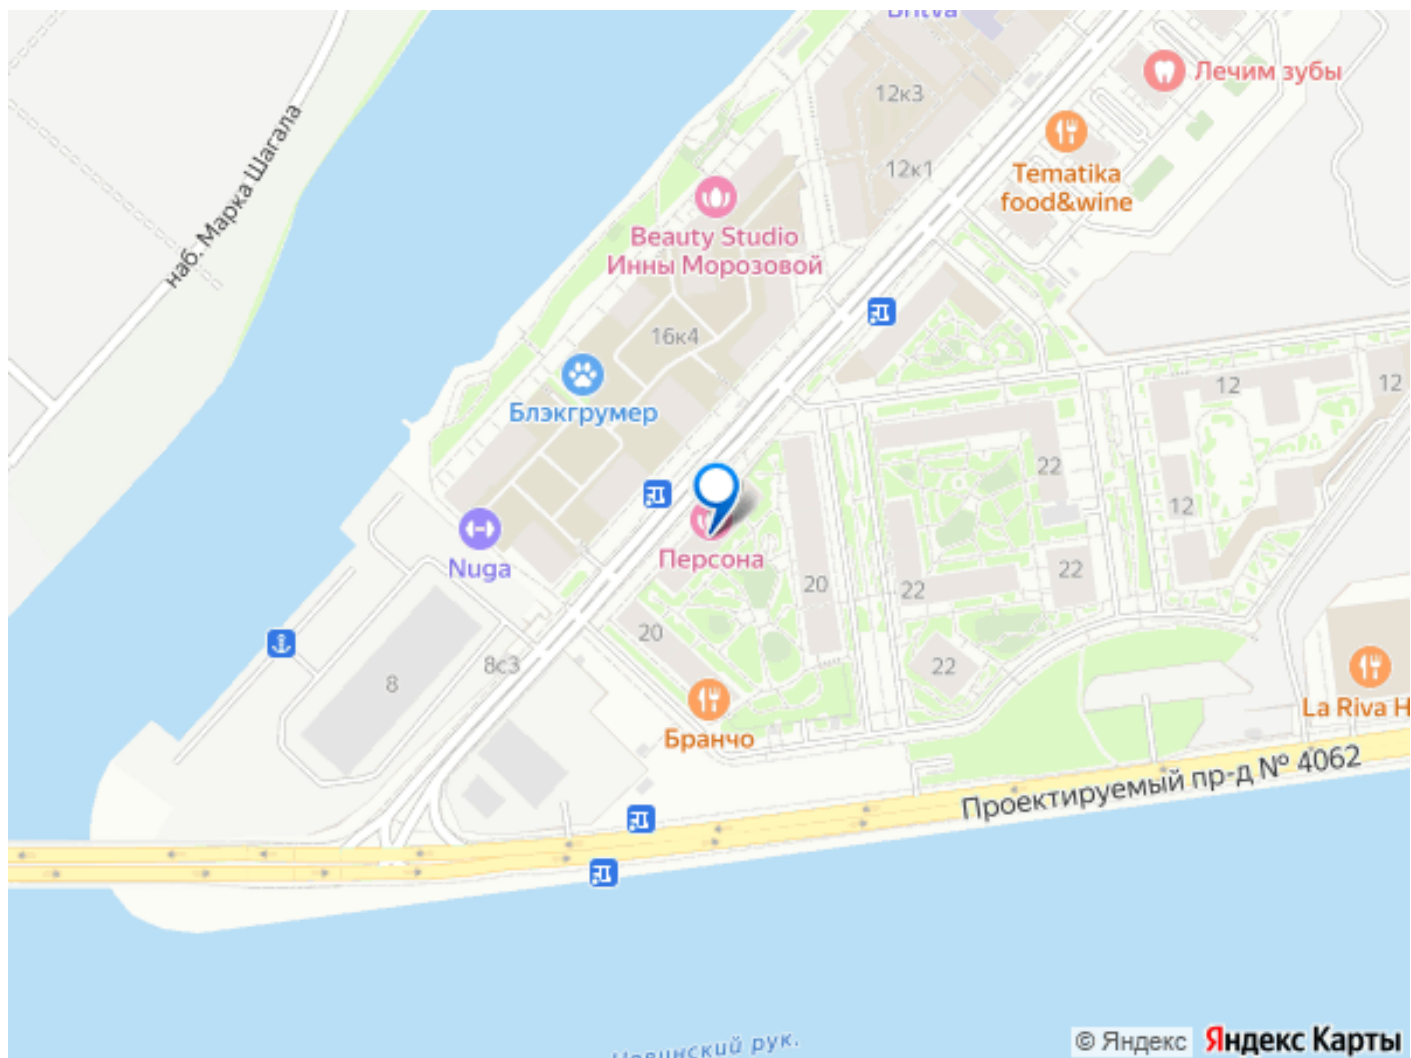 Britva
Лечим зубы
12к3
наб. Марка Шагала
12к1
Tematika
food&wine
Beauty Studio
Инны Морозовой
16к4
12
12
Блэкгрумер
22
12
Nuga
Персона
22
20
22
20
22
8с3
8
La Riva H
Бранчо
Проектируемый пр-д № 4062
рук.
© Яндекс
Яндекс Карты